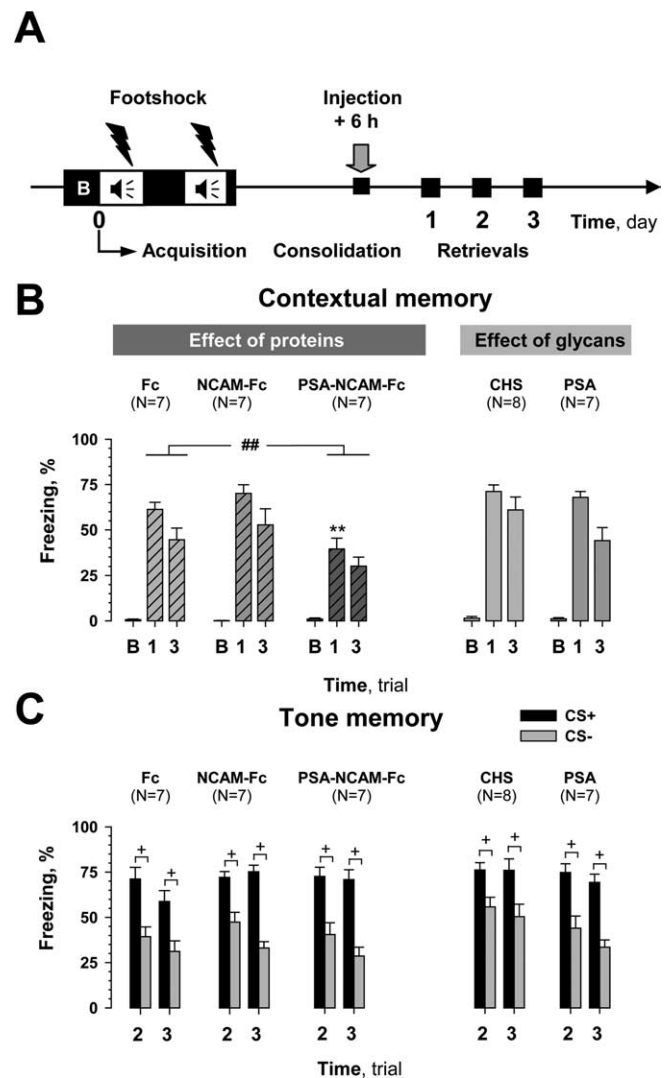 A
Footshock
Injection
+ 6 h
B
0
1 2 3 Time, day
Acquisition Consolidation Retrievals
B
Contextual memory
Effect of proteins Effect of glycans
Fc NCAM-Fc PSA-NCAM-Fc CHS PSA
(N=7) (N=7) (N=7) (N=8) (N=7)
##
**
Freezing, %
100
75
50
25
0
B 1 3 B 1 3 B 1 3 B 1 3 B 1 3
Time, trial
C
Tone memory
CS+
CS-
Fc NCAM-Fc PSA-NCAM-Fc CHS PSA
(N=7) (N=7) (N=7) (N=8) (N=7)
+ + + + + + + + + +
Freezing, %
100
75
50
25
0
2 3 2 3 2 3 2 3 2 3
Time, trial